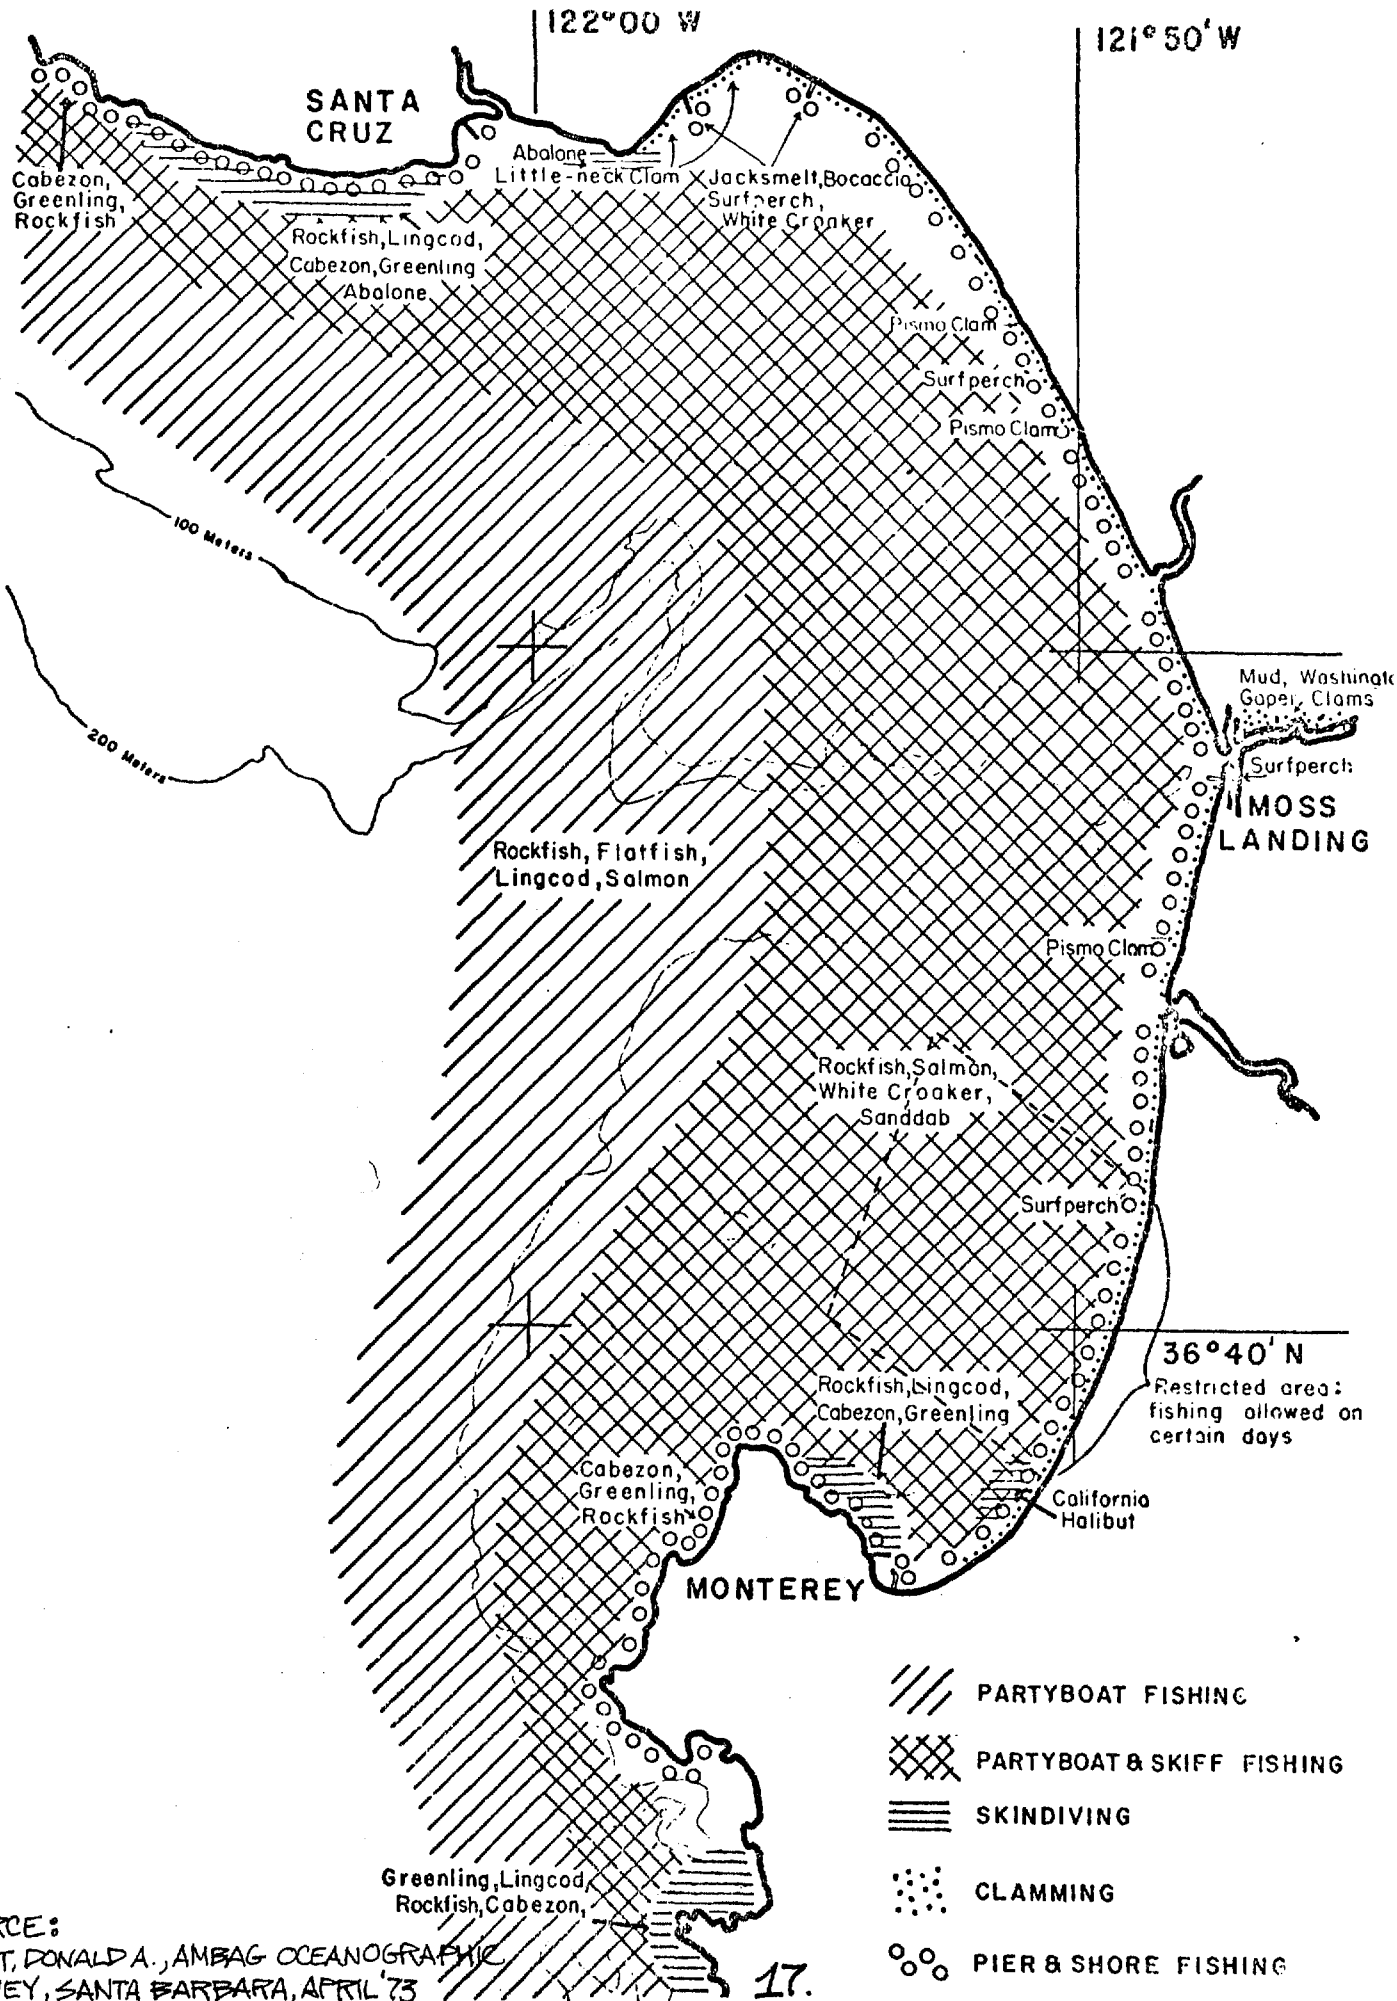 122°00 W
121°50'W
SANTA
CRUZ
Abalone
Little-neck Clam
Jacksmelt, Bocaccio
Surfperch,
White Croaker
Cabezon,
Greenling,
Rockfish
Rockfish, Lingcod,
Cabezon, Greenling
Abalone
Pismo Clam
Surfperch
Pismo Clam
100 Meters
200 Meters
Mud,
Gaper, Clams
Surfperch
MOSS
LANDING
Rockfish, Flatfish,
Lingcod, Salmon
Pismo Clam
Rockfish, Salmon,
White Croaker,
Sanddab
Surfperch
36°40'N
Restricted area:
fishing allowed on
certain days
Rockfish, Lingcod,
Cabezon, Greenling
Cabezon,
Greenling,
Rockfish
California
Halibut
MONTEREY
PARTYBOAT FISHING
PARTYBOAT & SKIFF FISHING
SKINDIVING
CLAMMING
PIER & SHORE FISHING
Greenling, Lingcod,
Rockfish, Cabezon,
DONALD A., AMBAG OCEANOGRAPHIC
SANTA BARBARA, APRIL '73
17.